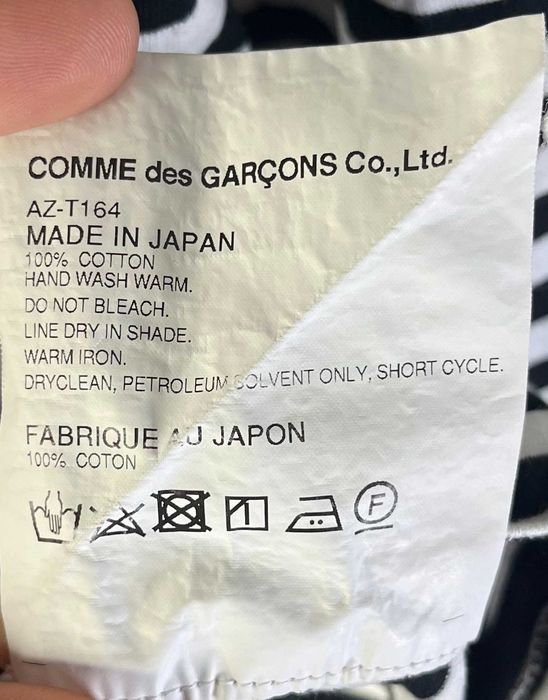 COMME des GARÇONS Co.,Ltd.
AZ-T164
MADE IN JAPAN
100% COTTON
HAND WASH WARM.
DO NOT BLEACH.
LINE DRY IN SHADE.
WARM IRON.
DRYCLEAN, PETROLEUM SOLVENT ONLY, SHORT CYCLE.
FABRIQUE AU JAPON
100% COTON
F